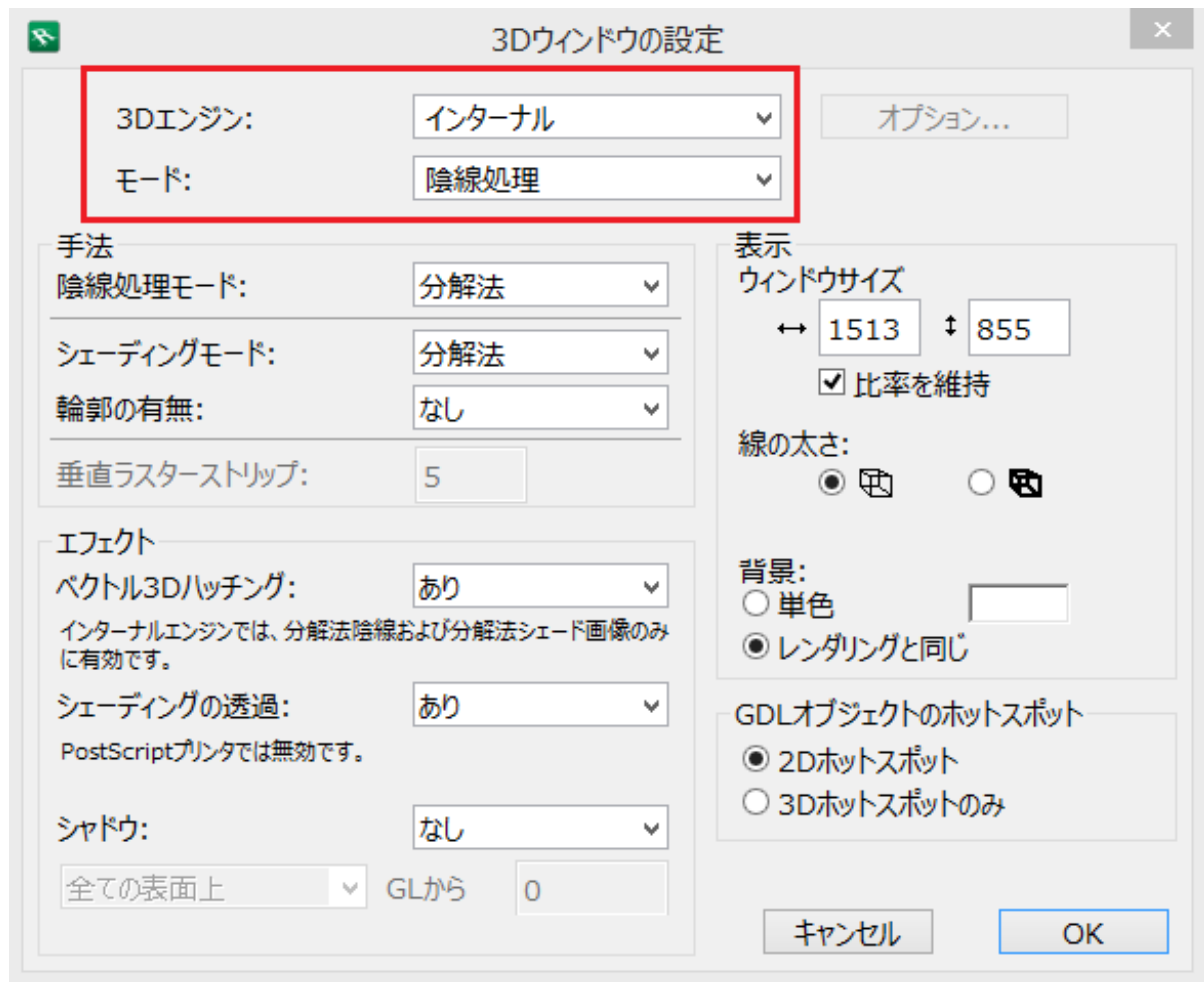 3Dウィンドウの設定
3Dエンジン: インターナル オプション...
モード: 陰線処理
手法
陰線処理モード: 分解法
シェーディングモード: 分解法
輪郭の有無: なし
垂直ラスターストリップ: 5
エフェクト
ベクトル3Dハッチング: あり
インターナルエンジンでは、分解法陰線および分解法シェード画像のみ
に有効です。
シェーディングの透過: あり
PostScriptプリンタでは無効です。
シャドウ: なし
全ての表面上 GLから 0
表示
ウィンドウサイズ
1513 855
比率を維持
線の太さ:
背景:
単色
レンダリングと同じ
GDLオブジェクトのホットスポット
2Dホットスポット
3Dホットスポットのみ
キャンセル OK